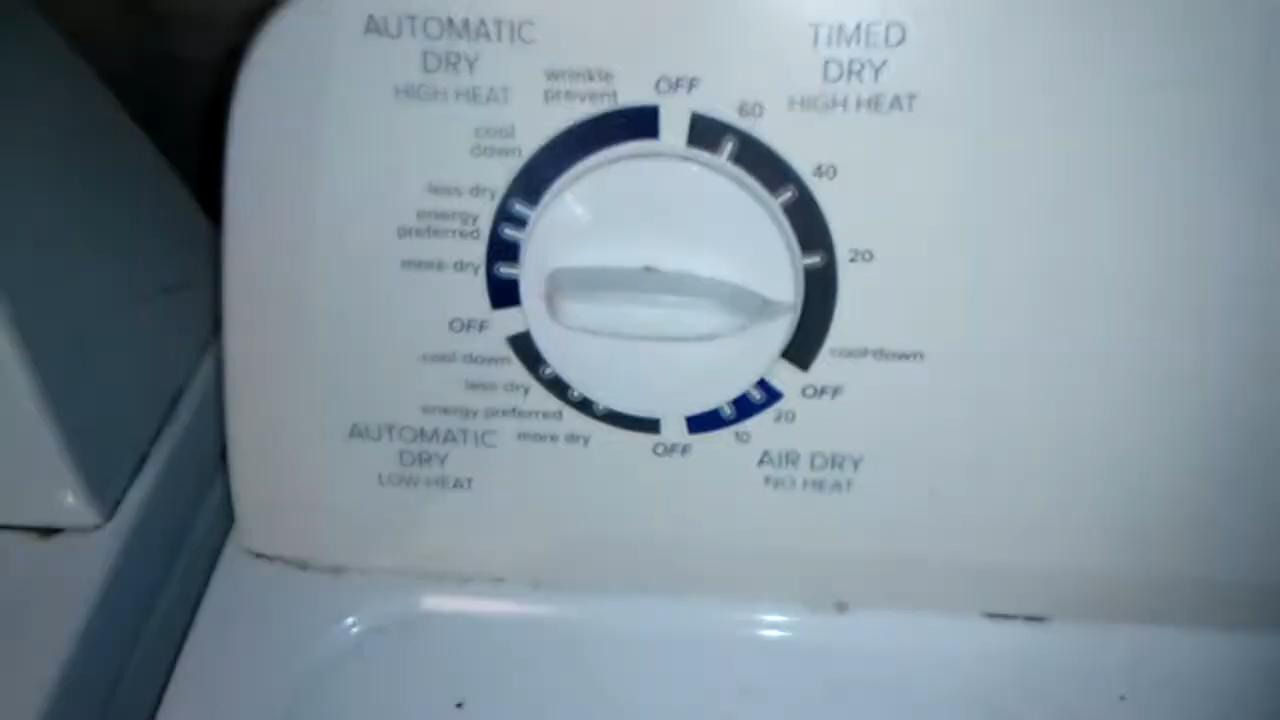 AUTOMATIC
DRY
HIGH HEAT
wrinkle
prevent
OFF
TIMED
DRY
HIGH HEAT
60
40
20
cool down
OFF
cool
down
less dry
energy
preferred
more dry
OFF
cool down
less dry
energy preferred
more dry
AUTOMATIC
DRY
LOW HEAT
OFF
10
20
AIR DRY
NO HEAT